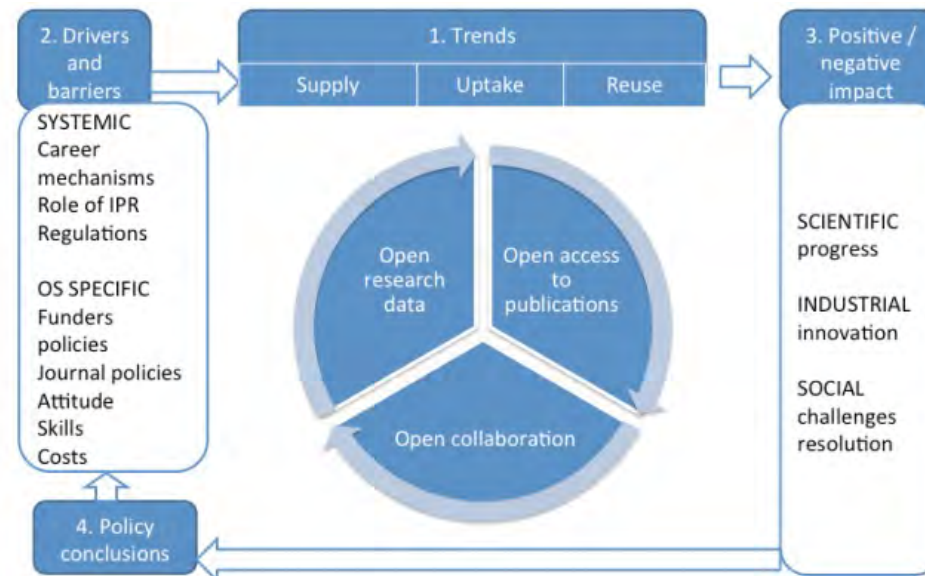 2. Drivers
and
barriers
SYSTEMIC
Career
mechanisms
Role of IPR
Regulations
OS SPECIFIC
Funders
policies
Journal policies
Attitude
Skills
Costs
1. Trends
Supply Uptake Reuse
Open
research
data
Open access
to
publications
Open collaboration
3. Positive /
negative
impact
SCIENTIFIC
progress
INDUSTRIAL
innovation
SOCIAL
challenges
resolution
4. Policy
conclusions